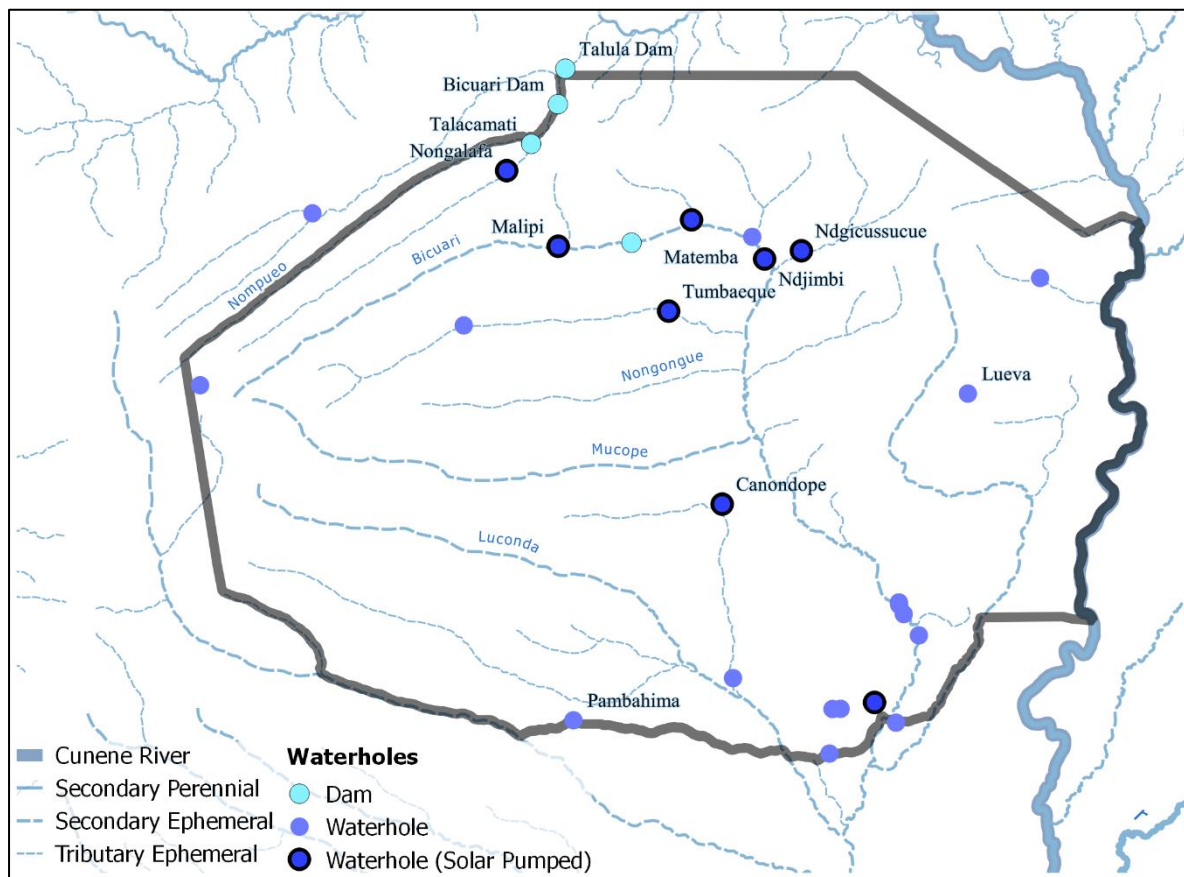 Talula Dam
Bicuari Dam
Talacamati
Nongalafa
Malipi
Bicuari
Nompueo
Matemba
Ndgicussucue
Ndjimbi
Tumbaeque
Nongongue
Lueva
Mucope
Canondope
Luconda
Pambahima
Cunene River
Secondary Perennial
Secondary Ephemeral
Tributary Ephemeral
Waterholes
Dam
Waterhole
Waterhole (Solar Pumped)